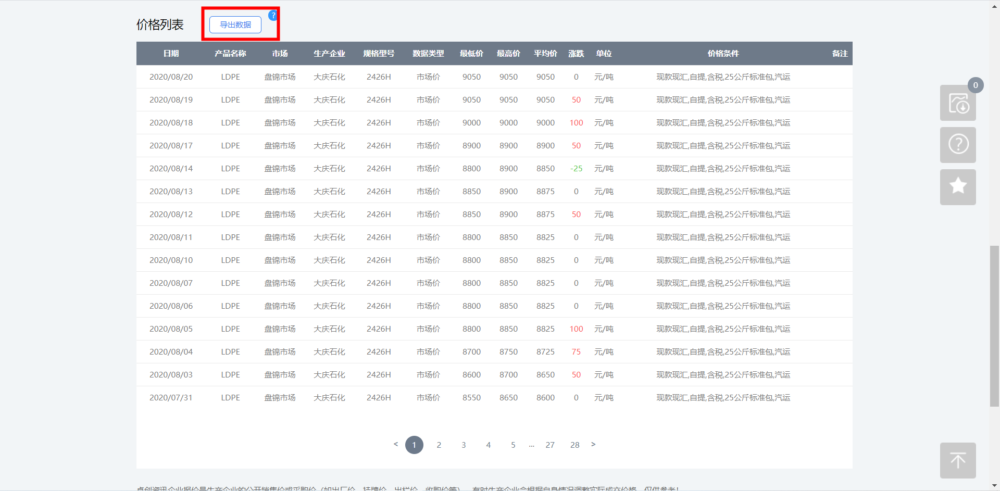 价格列表 导出数据 ?
日期 产品名称 市场 生产企业 规格型号 数据类型 最低价 最高价 平均价 涨跌 单位 价格条件 备注
2020/08/20 LDPE 盘锦市场 大庆石化 2426H 市场价 9050 9050 9050 0 元/吨 现款现汇,自提,含税,25公斤标准包,汽运
0
2020/08/19 LDPE 盘锦市场 大庆石化 2426H 市场价 9050 9050 9050 50 元/吨 现款现汇,自提,含税,25公斤标准包,汽运
2020/08/18 LDPE 盘锦市场 大庆石化 2426H 市场价 9000 9000 9000 100 元/吨 现款现汇,自提,含税,25公斤标准包,汽运
2020/08/17 LDPE 盘锦市场 大庆石化 2426H 市场价 8900 8900 8900 50 元/吨 现款现汇,自提,含税,25公斤标准包,汽运
?
2020/08/14 LDPE 盘锦市场 大庆石化 2426H 市场价 8800 8900 8850 -25 元/吨 现款现汇,自提,含税,25公斤标准包,汽运
2020/08/13 LDPE 盘锦市场 大庆石化 2426H 市场价 8850 8900 8875 0 元/吨 现款现汇,自提,含税,25公斤标准包,汽运
2020/08/12 LDPE 盘锦市场 大庆石化 2426H 市场价 8850 8900 8875 50 元/吨 现款现汇,自提,含税,25公斤标准包,汽运
2020/08/11 LDPE 盘锦市场 大庆石化 2426H 市场价 8800 8850 8825 0 元/吨 现款现汇,自提,含税,25公斤标准包,汽运
2020/08/10 LDPE 盘锦市场 大庆石化 2426H 市场价 8800 8850 8825 0 元/吨 现款现汇,自提,含税,25公斤标准包,汽运
2020/08/07 LDPE 盘锦市场 大庆石化 2426H 市场价 8800 8850 8825 0 元/吨 现款现汇,自提,含税,25公斤标准包,汽运
2020/08/06 LDPE 盘锦市场 大庆石化 2426H 市场价 8800 8850 8825 0 元/吨 现款现汇,自提,含税,25公斤标准包,汽运
2020/08/05 LDPE 盘锦市场 大庆石化 2426H 市场价 8800 8850 8825 100 元/吨 现款现汇,自提,含税,25公斤标准包,汽运
2020/08/04 LDPE 盘锦市场 大庆石化 2426H 市场价 8700 8750 8725 75 元/吨 现款现汇,自提,含税,25公斤标准包,汽运
2020/08/03 LDPE 盘锦市场 大庆石化 2426H 市场价 8600 8700 8650 50 元/吨 现款现汇,自提,含税,25公斤标准包,汽运
2020/07/31 LDPE 盘锦市场 大庆石化 2426H 市场价 8550 8650 8600 0 元/吨 现款现汇,自提,含税,25公斤标准包,汽运
< 1 2 3 4 5 ... 27 28 >
卓创资讯企业报价是生产企业的公开销售价或采购价（如出厂价、挂牌价、出栏价、收购价等），有时生产企业会根据自身情况调整实际成交价格，仅供参考！